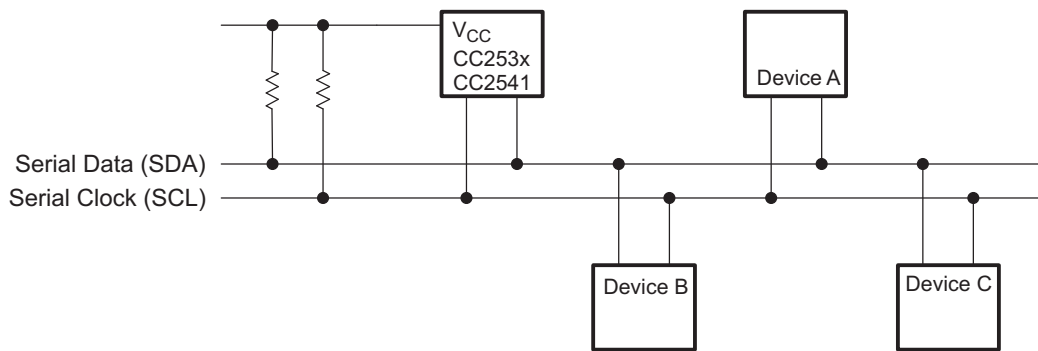 VCC
CC253x
CC2541
Device A
Serial Data (SDA)
Serial Clock (SCL)
Device B
Device C